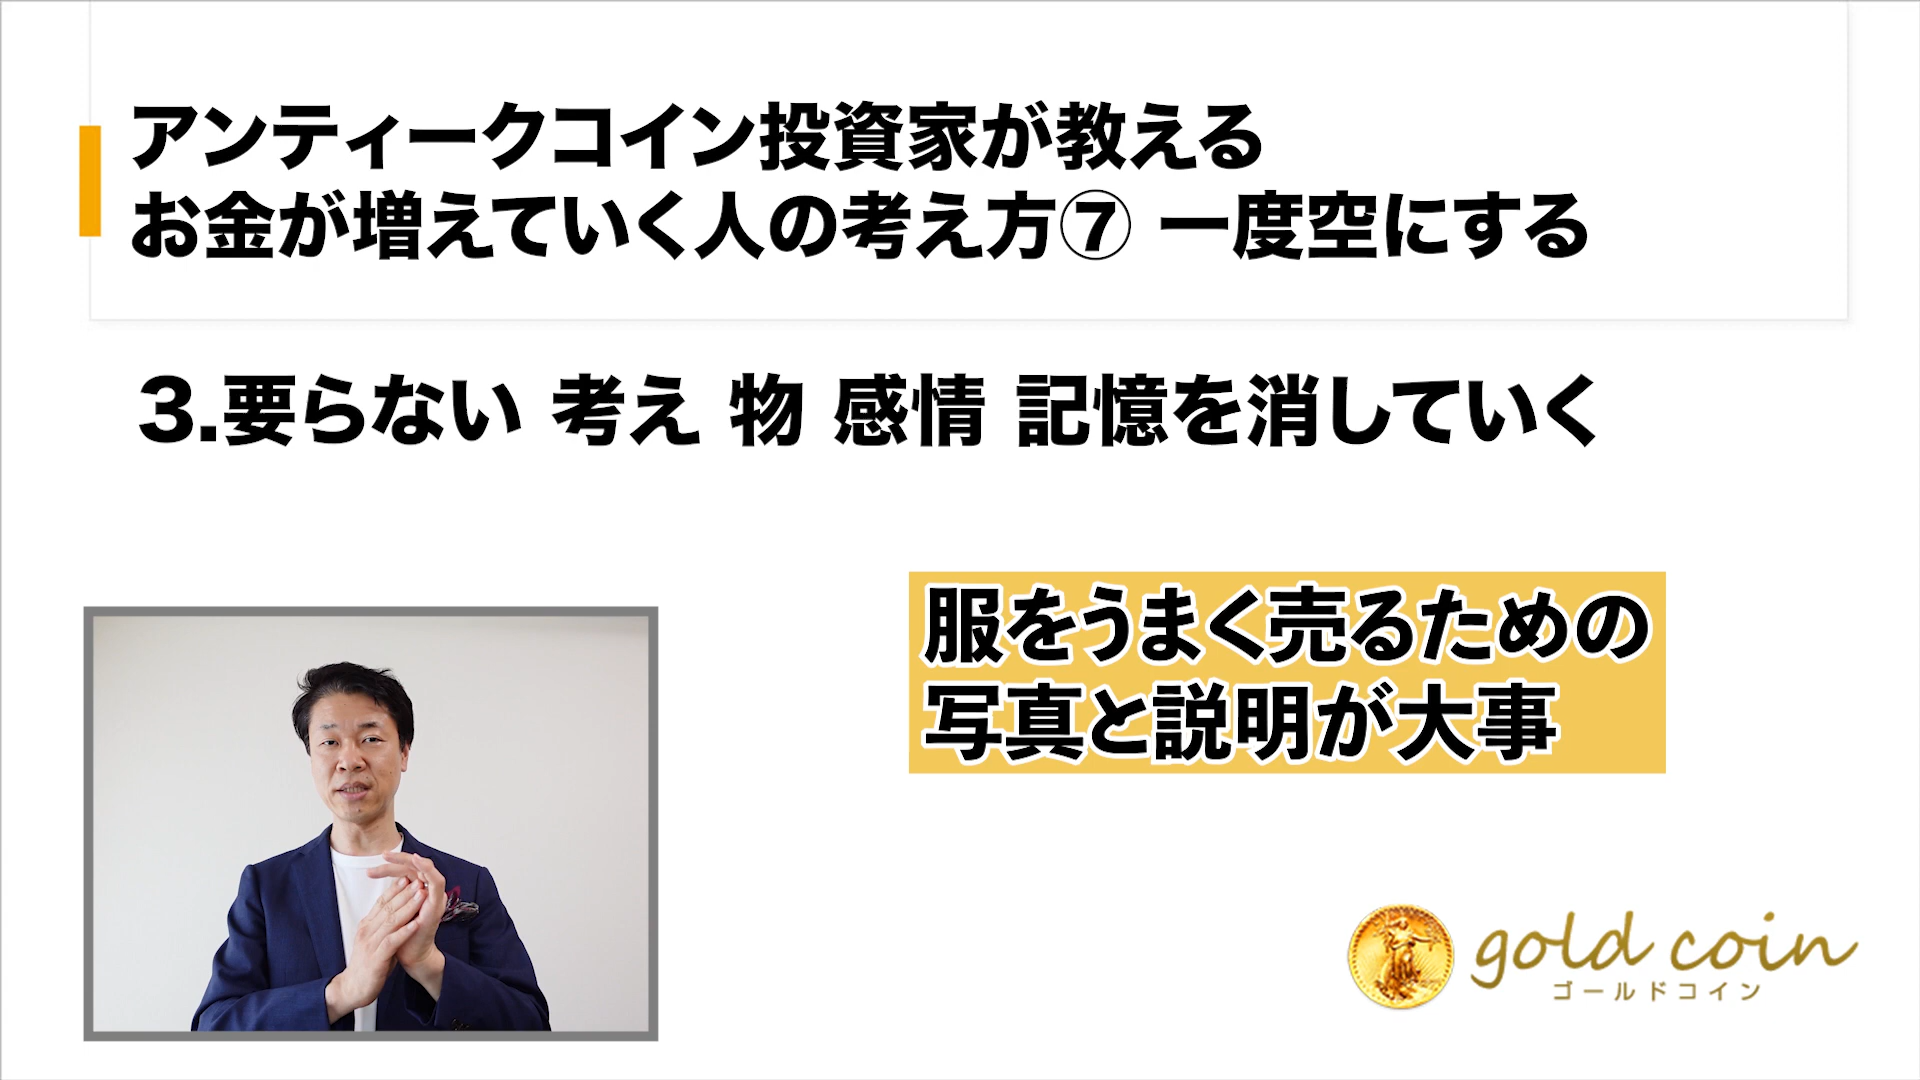 アンティークコイン投資家が教える
お金が増えていく人の考え方⑦ 一度空にする
3.要らない 考え 物 感情 記憶を消していく
服をうまく売るための
写真と説明が大事
gold coin
ゴールドコイン